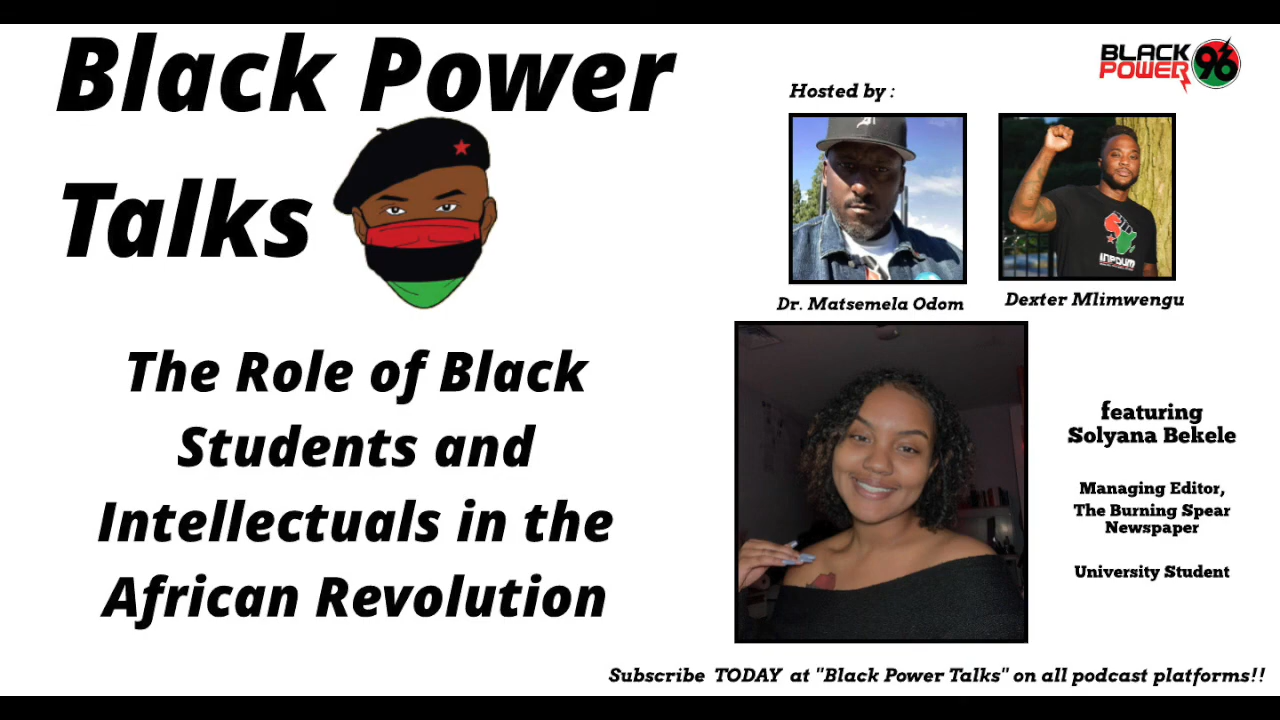 Black Power
Talks
The Role of Black
Students and
Intellectuals in the
African Revolution
BLACK
POWER 96
Hosted by :
Dr. Matsemela Odom
Dexter Mlimwengu
INPDUM
featuring
Solyana Bekele
Managing Editor,
The Burning Spear
Newspaper
University Student
Subscribe TODAY at "Black Power Talks" on all podcast platforms!!